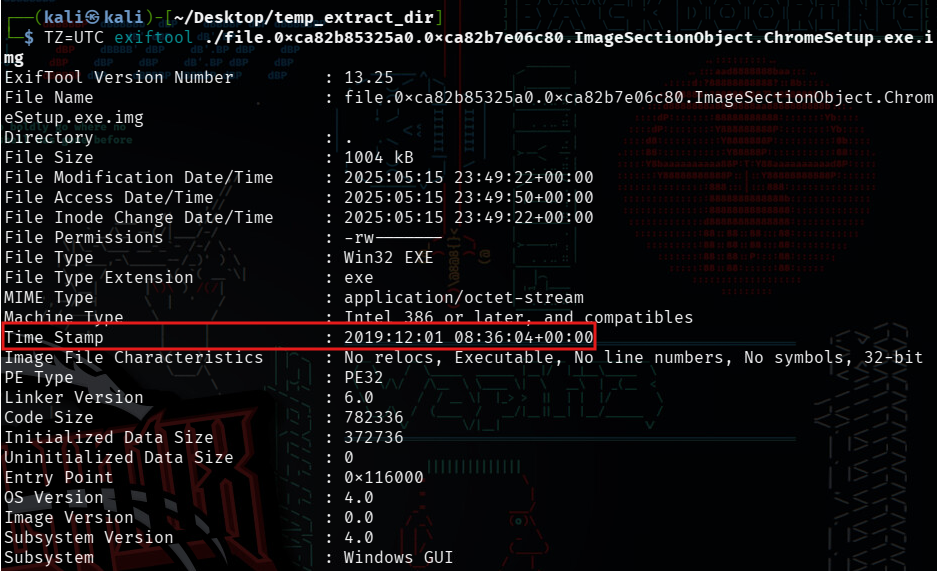 ┌──(kali㉿kali)-[~/Desktop/temp_extract_dir]
└─$ TZ=UTC exiftool ./file.0×ca82b85325a0.0×ca82b7e06c80.ImageSectionObject.ChromeSetup.exe.i
mg
ExifTool Version Number         : 13.25
File Name                       : file.0×ca82b85325a0.0×ca82b7e06c80.ImageSectionObject.Chrom
eSetup.exe.img
Directory                       : .
File Size                       : 1004 kB
File Modification Date/Time     : 2025:05:15 23:49:22+00:00
File Access Date/Time           : 2025:05:15 23:49:50+00:00
File Inode Change Date/Time     : 2025:05:15 23:49:22+00:00
File Permissions                : -rw-------
File Type                       : Win32 EXE
File Type Extension             : exe
MIME Type                       : application/octet-stream
Machine Type                    : Intel 386 or later, and compatibles
Time Stamp                      : 2019:12:01 08:36:04+00:00
Image File Characteristics      : No relocs, Executable, No line numbers, No symbols, 32-bit
PE Type                         : PE32
Linker Version                  : 6.0
Code Size                       : 782336
Initialized Data Size           : 372736
Uninitialized Data Size         : 0
Entry Point                     : 0×116000
OS Version                      : 4.0
Image Version                   : 0.0
Subsystem Version               : 4.0
Subsystem                       : Windows GUI